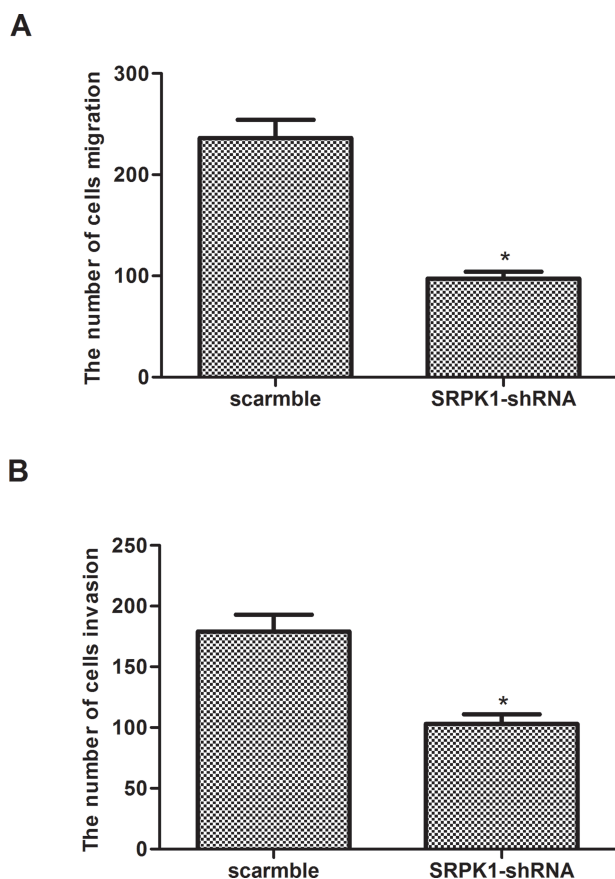 A
The number of cells migration
300
200
100
0
*
scarmble
SRPK1-shRNA
B
The number of cells invasion
250
200
150
100
50
0
*
scarmble
SRPK1-shRNA